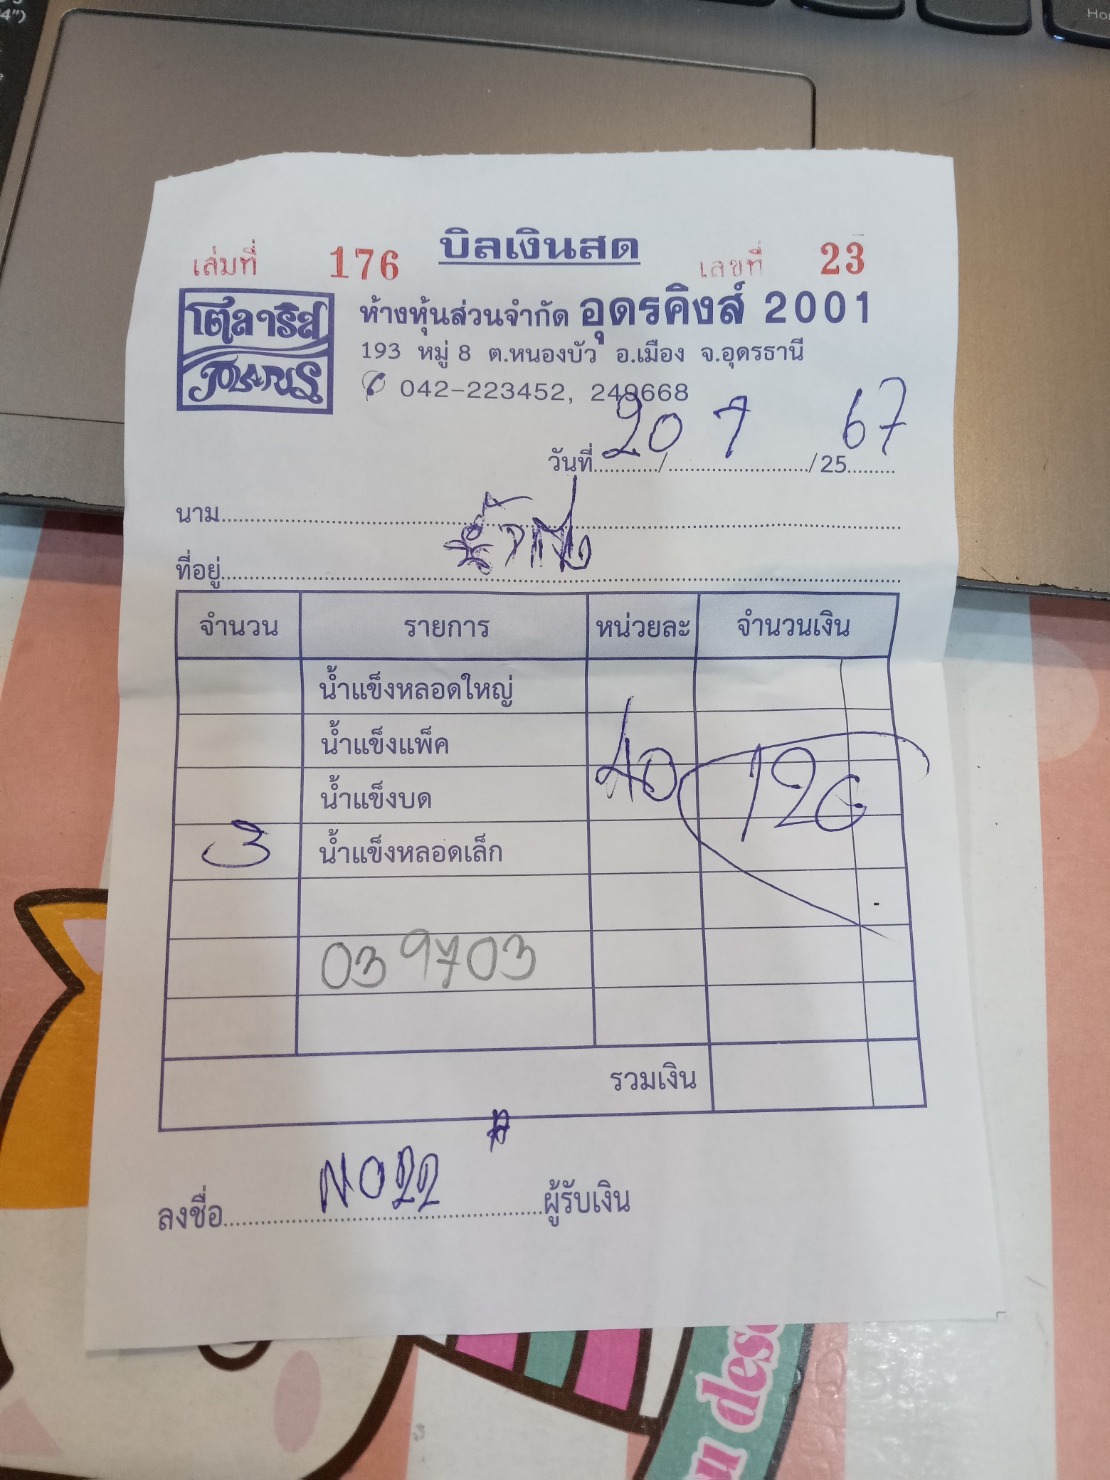 บิลเงินสด
เล่มที่ 176 เลขที่ 23
โตลาริส
TOLARIS
ห้างหุ้นส่วนจำกัด อุดรคิงส์ 2001
193 หมู่ 8 ต.หนองบัว อ.เมือง จ.อุดรธานี
042-223452, 249668
วันที่ 20 / 7 / 25 67
นาม
ที่อยู่
จำนวน รายการ หน่วยละ จำนวนเงิน
น้ำแข็งหลอดใหญ่
น้ำแข็งแพ็ค
น้ำแข็งบด 40 120
3 น้ำแข็งหลอดเล็ก
039703
รวมเงิน
ลงชื่อ NO22 ผู้รับเงิน